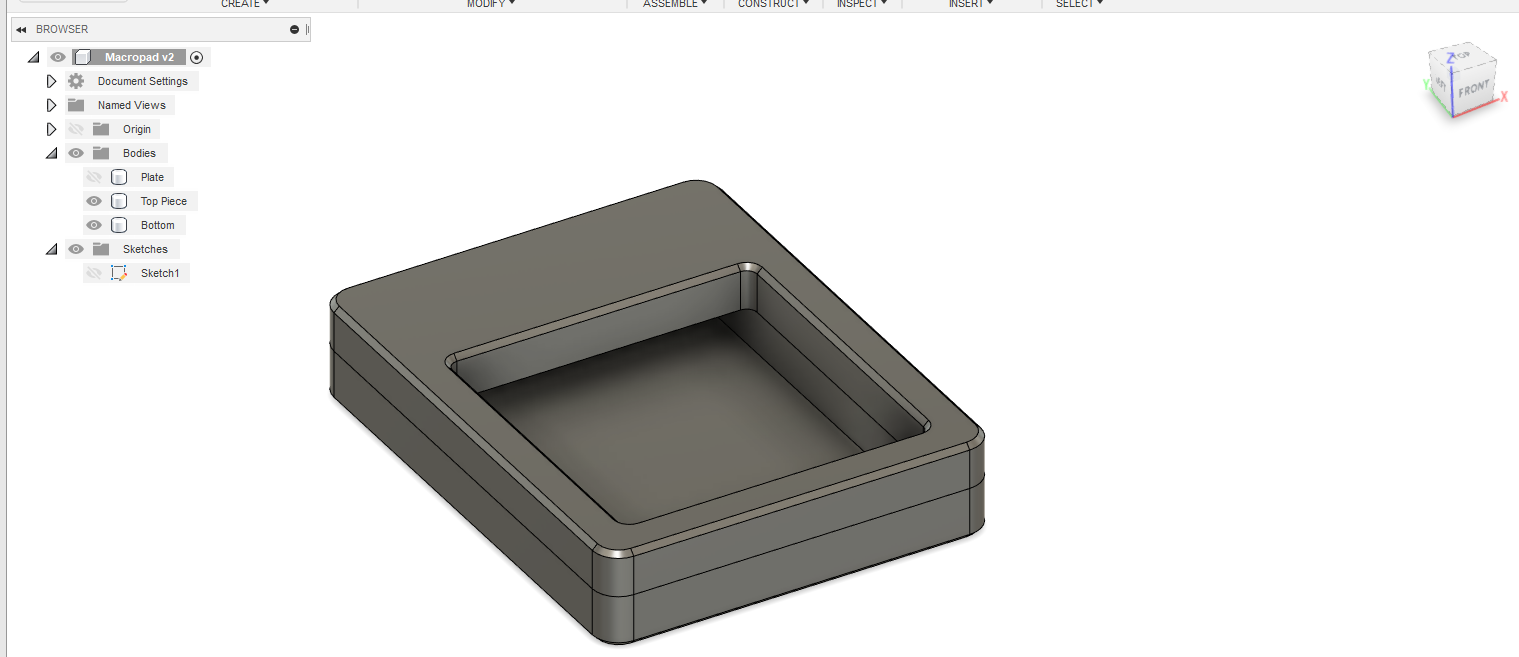 CREATE MODIFY ASSEMBLE CONSTRUCT INSPECT INSERT SELECT
BROWSER
Macropad v2
Document Settings
Named Views
Origin
Bodies
Plate
Top Piece
Bottom
Sketches
Sketch1
TOP
Z
LEFT
FRONT
Y
X